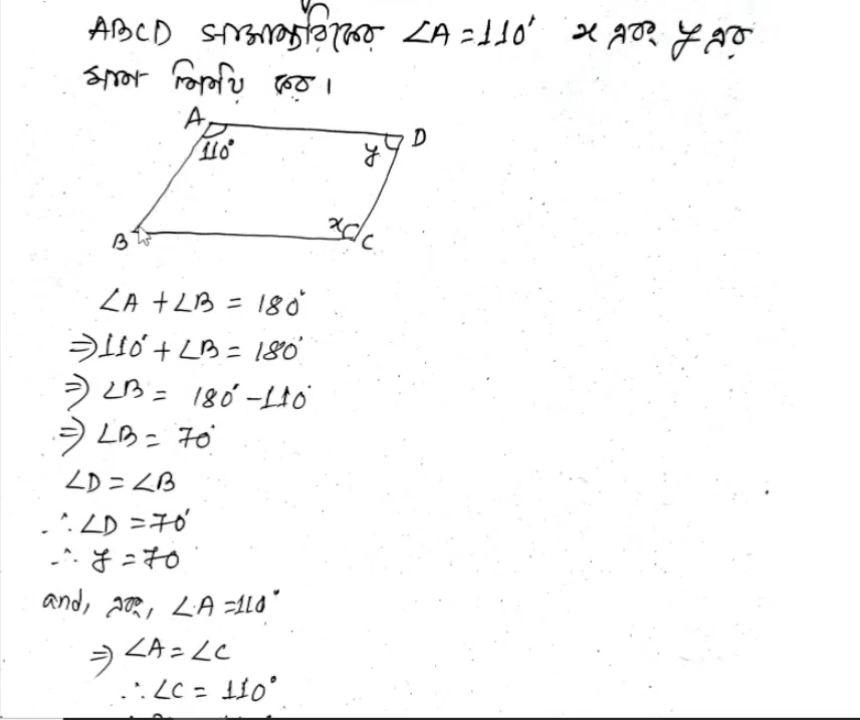 ABCD সামান্তরিকের ∠A = 110° x এবং y এর
মান নির্ণয় কর।
A
D
110°
y
x
B
C
∠A + ∠B = 180°
⇒ 110° + ∠B = 180°
⇒ ∠B = 180° - 110°
⇒ ∠B = 70°
∠D = ∠B
∴ ∠D = 70°
∴ y = 70
and, এবং, ∠A = 110°
⇒ ∠A = ∠C
∴ ∠C = 110°